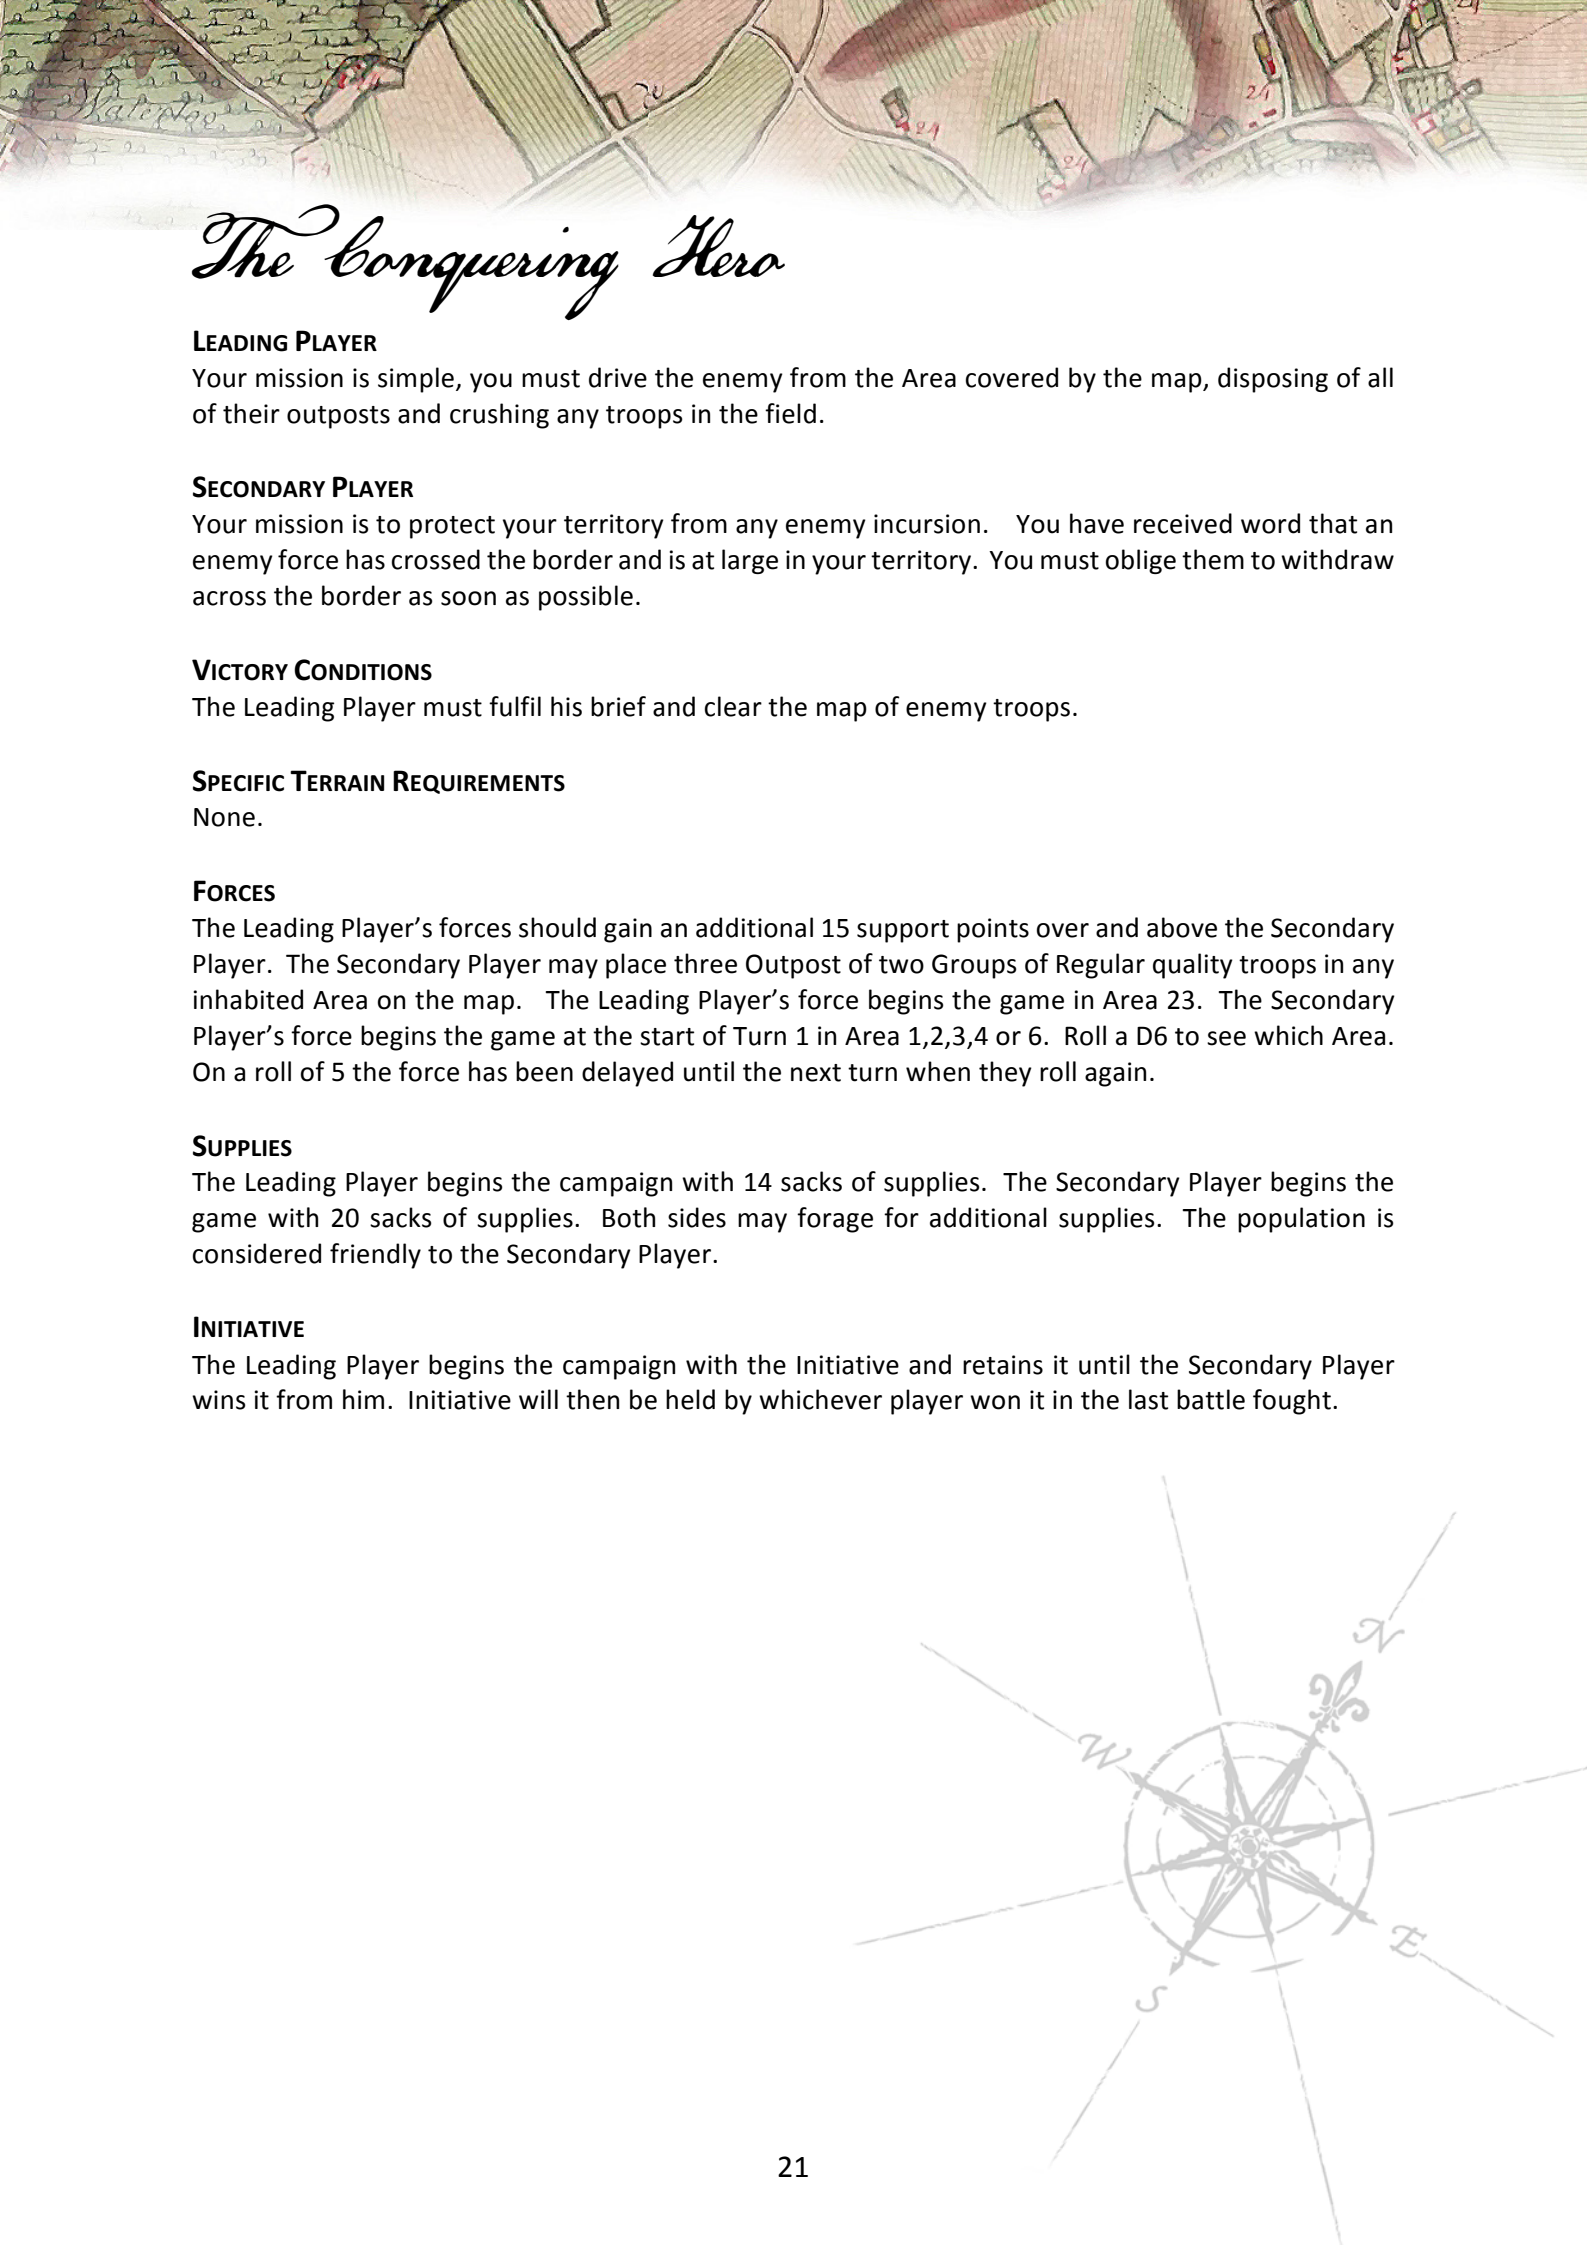 Waterloo
24
24
24
24
The Conquering Hero
LEADING PLAYER
Your mission is simple, you must drive the enemy from the Area covered by the map, disposing of all
of their outposts and crushing any troops in the field.
SECONDARY PLAYER
Your mission is to protect your territory from any enemy incursion. You have received word that an
enemy force has crossed the border and is at large in your territory. You must oblige them to withdraw
across the border as soon as possible.
VICTORY CONDITIONS
The Leading Player must fulfil his brief and clear the map of enemy troops.
SPECIFIC TERRAIN REQUIREMENTS
None.
FORCES
The Leading Player’s forces should gain an additional 15 support points over and above the Secondary
Player. The Secondary Player may place three Outpost of two Groups of Regular quality troops in any
inhabited Area on the map. The Leading Player’s force begins the game in Area 23. The Secondary
Player’s force begins the game at the start of Turn 1 in Area 1,2,3,4 or 6. Roll a D6 to see which Area.
On a roll of 5 the force has been delayed until the next turn when they roll again.
SUPPLIES
The Leading Player begins the campaign with 14 sacks of supplies. The Secondary Player begins the
game with 20 sacks of supplies. Both sides may forage for additional supplies. The population is
considered friendly to the Secondary Player.
INITIATIVE
The Leading Player begins the campaign with the Initiative and retains it until the Secondary Player
wins it from him. Initiative will then be held by whichever player won it in the last battle fought.
N
W
E
S
21